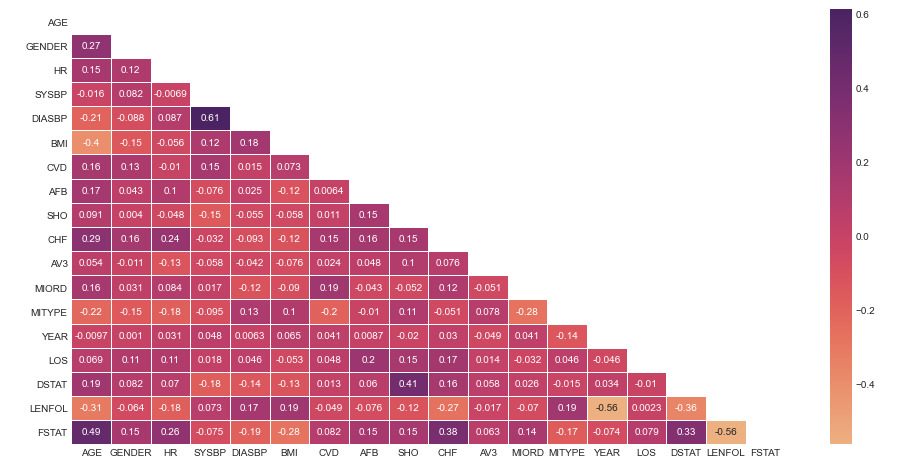 AGE
GENDER 0.27
HR 0.15 0.12
SYSBP -0.016 0.082 -0.0069
DIASBP -0.21 -0.088 0.087 0.61
BMI -0.4 -0.15 -0.056 0.12 0.18
CVD 0.16 0.13 -0.01 0.15 0.015 0.073
AFB 0.17 0.043 0.1 -0.076 0.025 -0.12 0.0064
SHO 0.091 0.004 -0.048 -0.15 -0.055 -0.058 0.011 0.15
CHF 0.29 0.16 0.24 -0.032 -0.093 -0.12 0.15 0.16 0.15
AV3 0.054 -0.011 -0.13 -0.058 -0.042 -0.076 0.024 0.048 0.1 0.076
MIORD 0.16 0.031 0.084 0.017 -0.12 -0.09 0.19 -0.043 -0.052 0.12 -0.051
MITYPE -0.22 -0.15 -0.18 -0.095 0.13 0.1 -0.2 -0.01 0.11 -0.051 0.078 -0.28
YEAR -0.0097 0.001 0.031 0.048 0.0063 0.065 0.041 0.0087 -0.02 0.03 -0.049 0.041 -0.14
LOS 0.069 0.11 0.11 0.018 0.046 -0.053 0.048 0.2 0.15 0.17 0.014 -0.032 0.046 -0.046
DSTAT 0.19 0.082 0.07 -0.18 -0.14 -0.13 0.013 0.06 0.41 0.16 0.058 0.026 -0.015 0.034 -0.01
LENFOL -0.31 -0.064 -0.18 0.073 0.17 0.19 -0.049 -0.076 -0.12 -0.27 -0.017 -0.07 0.19 -0.56 0.0023 -0.36
FSTAT 0.49 0.15 0.26 -0.075 -0.19 -0.28 0.082 0.15 0.15 0.38 0.063 0.14 -0.17 -0.074 0.079 0.33 -0.56
AGE GENDER HR SYSBP DIASBP BMI CVD AFB SHO CHF AV3 MIORD MITYPE YEAR LOS DSTAT LENFOL FSTAT
0.6
0.4
0.2
0.0
−0.2
−0.4